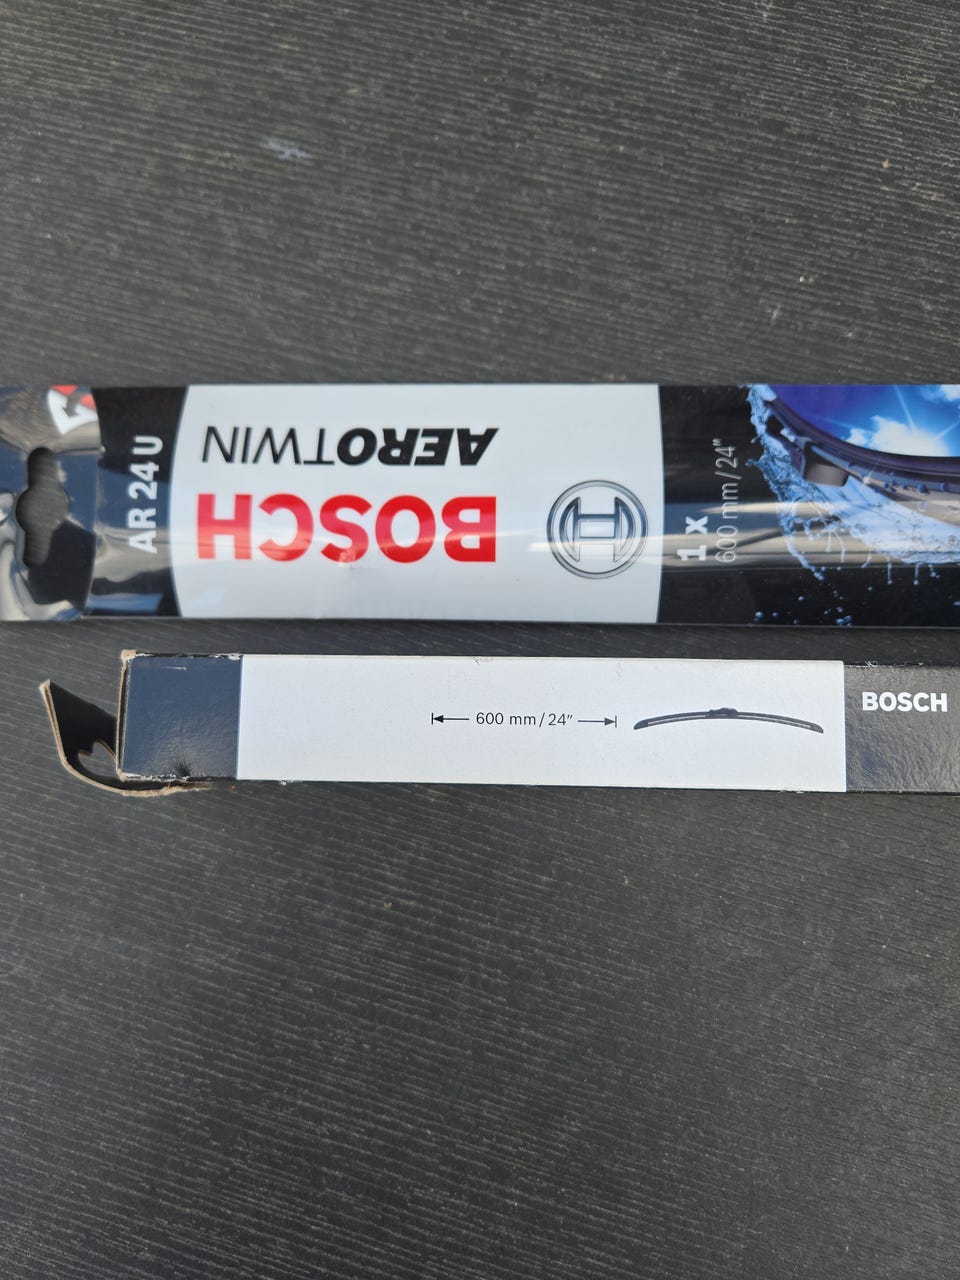 AR 24 U
BOSCH
AEROTWIN
1 x
600 mm / 24"
600 mm / 24"
BOSCH